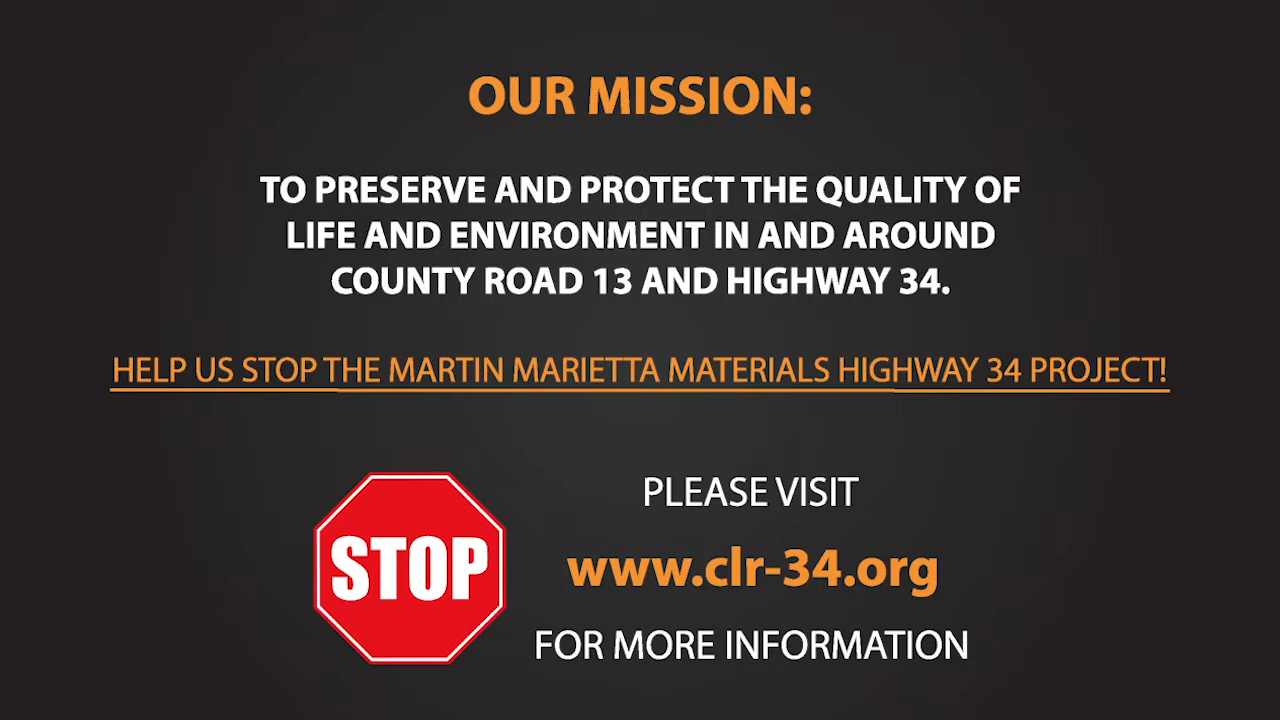 OUR MISSION:
TO PRESERVE AND PROTECT THE QUALITY OF
LIFE AND ENVIRONMENT IN AND AROUND
COUNTY ROAD 13 AND HIGHWAY 34.
HELP US STOP THE MARTIN MARIETTA MATERIALS HIGHWAY 34 PROJECT!
STOP
PLEASE VISIT
www.clr-34.org
FOR MORE INFORMATION